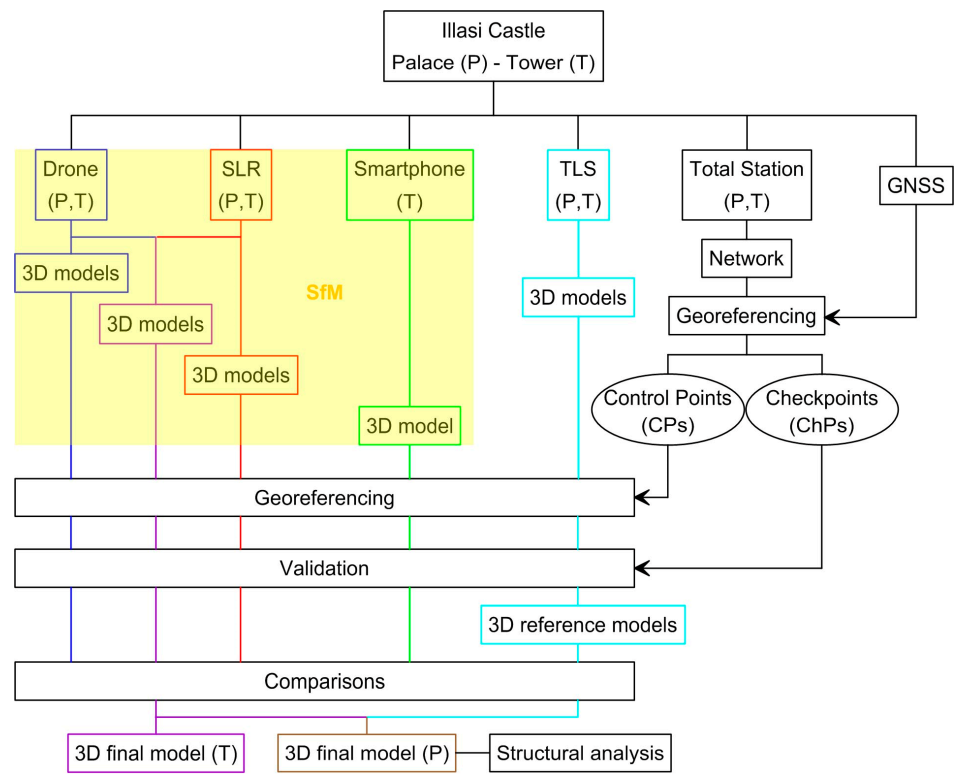 Illasi Castle
Palace (P) - Tower (T)
Drone
(P,T)
SLR
(P,T)
Smartphone
(T)
TLS
(P,T)
Total Station
(P,T)
GNSS
Network
3D models
3D models
SfM
3D models
Georeferencing
3D models
3D model
Control Points
(CPs)
Checkpoints
(ChPs)
Georeferencing
Validation
3D reference models
Comparisons
3D final model (T)
3D final model (P)
Structural analysis